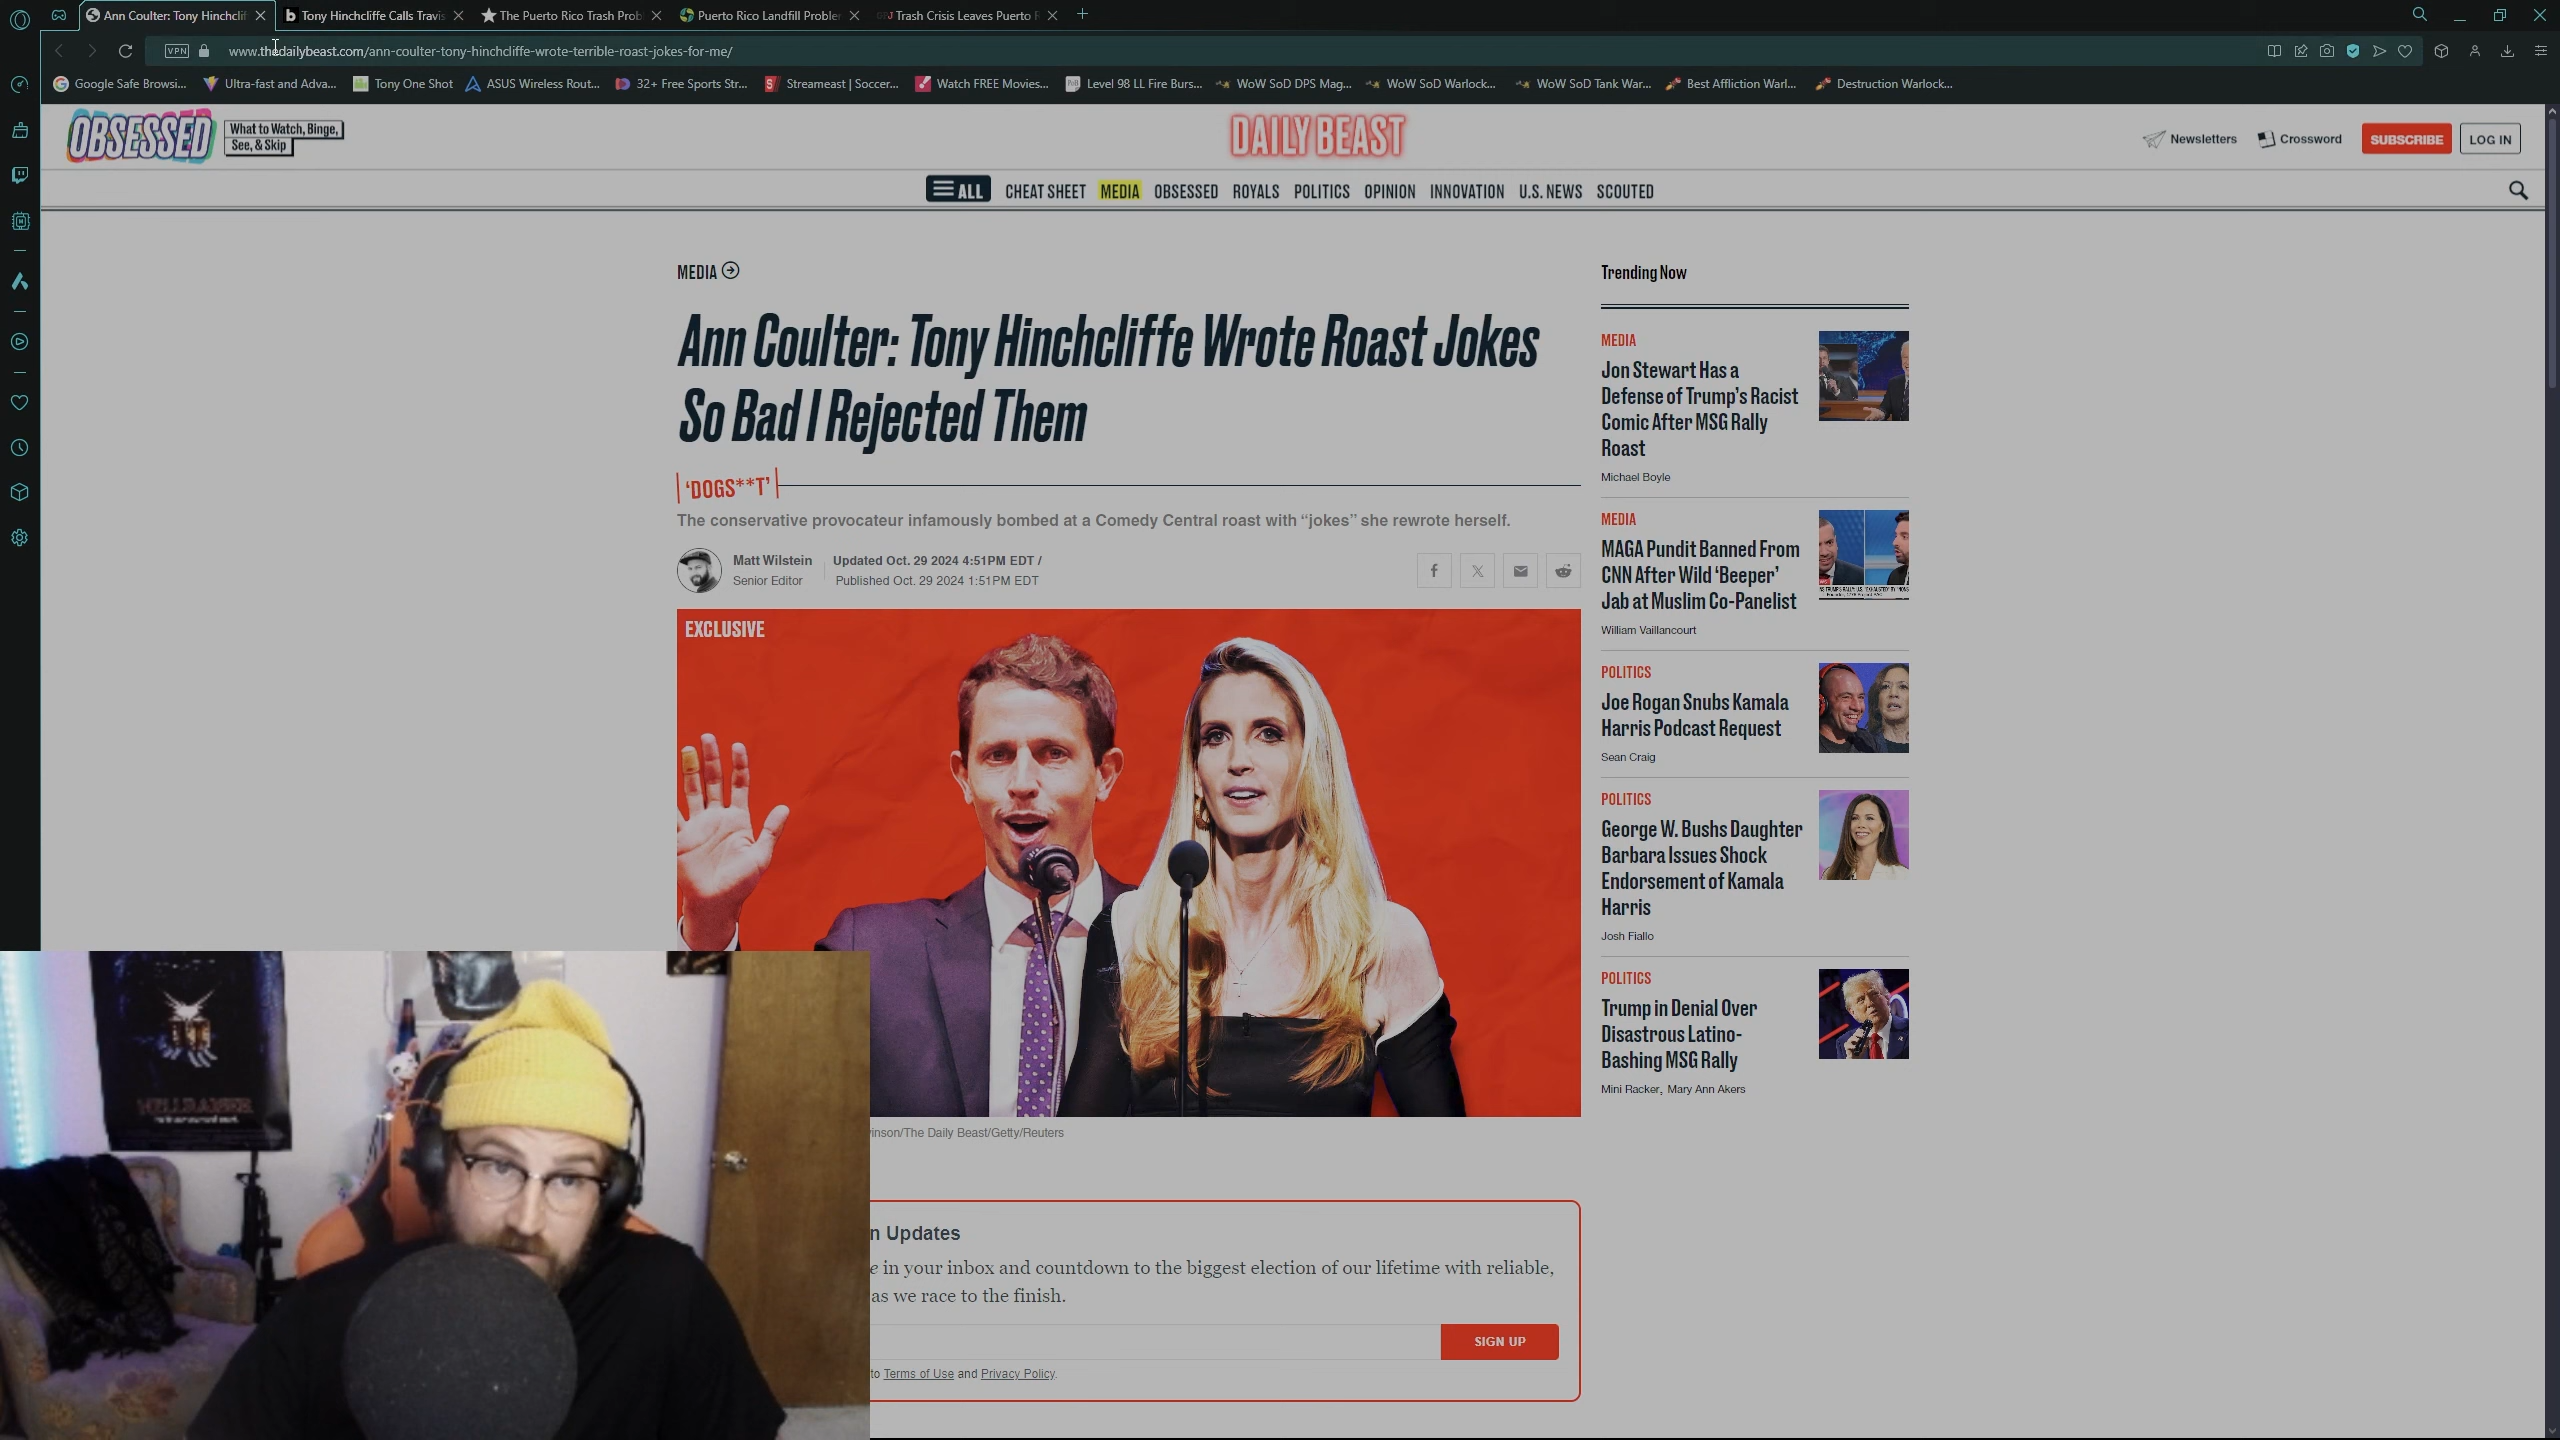 Ann Coulter: Tony Hinchclif
Tony Hinchcliffe Calls Travis
The Puerto Rico Trash Prob
Puerto Rico Landfill Proble
Trash Crisis Leaves Puerto R
VPN
www.thedailybeast.com/ann-coulter-tony-hinchcliffe-wrote-terrible-roast-jokes-for-me/
Google Safe Browsi...
Ultra-fast and Adva...
Tony One Shot
ASUS Wireless Rout...
32+ Free Sports Str...
Streameast | Soccer...
Watch FREE Movies...
Level 98 LL Fire Burs...
WoW SoD DPS Mag...
WoW SoD Warlock...
WoW SoD Tank War...
Best Affliction Warl...
Destruction Warlock...
OBSESSED
What to Watch, Binge,
See, & Skip
DAILY BEAST
Newsletters
Crossword
SUBSCRIBE
LOG IN
ALL
CHEAT SHEET
MEDIA
OBSESSED
ROYALS
POLITICS
OPINION
INNOVATION
U.S. NEWS
SCOUTED
MEDIA
Ann Coulter: Tony Hinchcliffe Wrote Roast Jokes
So Bad I Rejected Them
'DOGS**T'
The conservative provocateur infamously bombed at a Comedy Central roast with “jokes” she rewrote herself.
Matt Wilstein
Senior Editor
Updated Oct. 29 2024 4:51PM EDT /
Published Oct. 29 2024 1:51PM EDT
EXCLUSIVE
inson/The Daily Beast/Getty/Reuters
n Updates
e in your inbox and countdown to the biggest election of our lifetime with reliable,
as we race to the finish.
SIGN UP
to Terms of Use and Privacy Policy.
Trending Now
MEDIA
Jon Stewart Has a
Defense of Trump’s Racist
Comic After MSG Rally
Roast
Michael Boyle
MEDIA
MAGA Pundit Banned From
CNN After Wild ‘Beeper’
Jab at Muslim Co-Panelist
William Vaillancourt
POLITICS
Joe Rogan Snubs Kamala
Harris Podcast Request
Sean Craig
POLITICS
George W. Bushs Daughter
Barbara Issues Shock
Endorsement of Kamala
Harris
Josh Fiallo
POLITICS
Trump in Denial Over
Disastrous Latino-
Bashing MSG Rally
Mini Racker, Mary Ann Akers
HELLRAISER